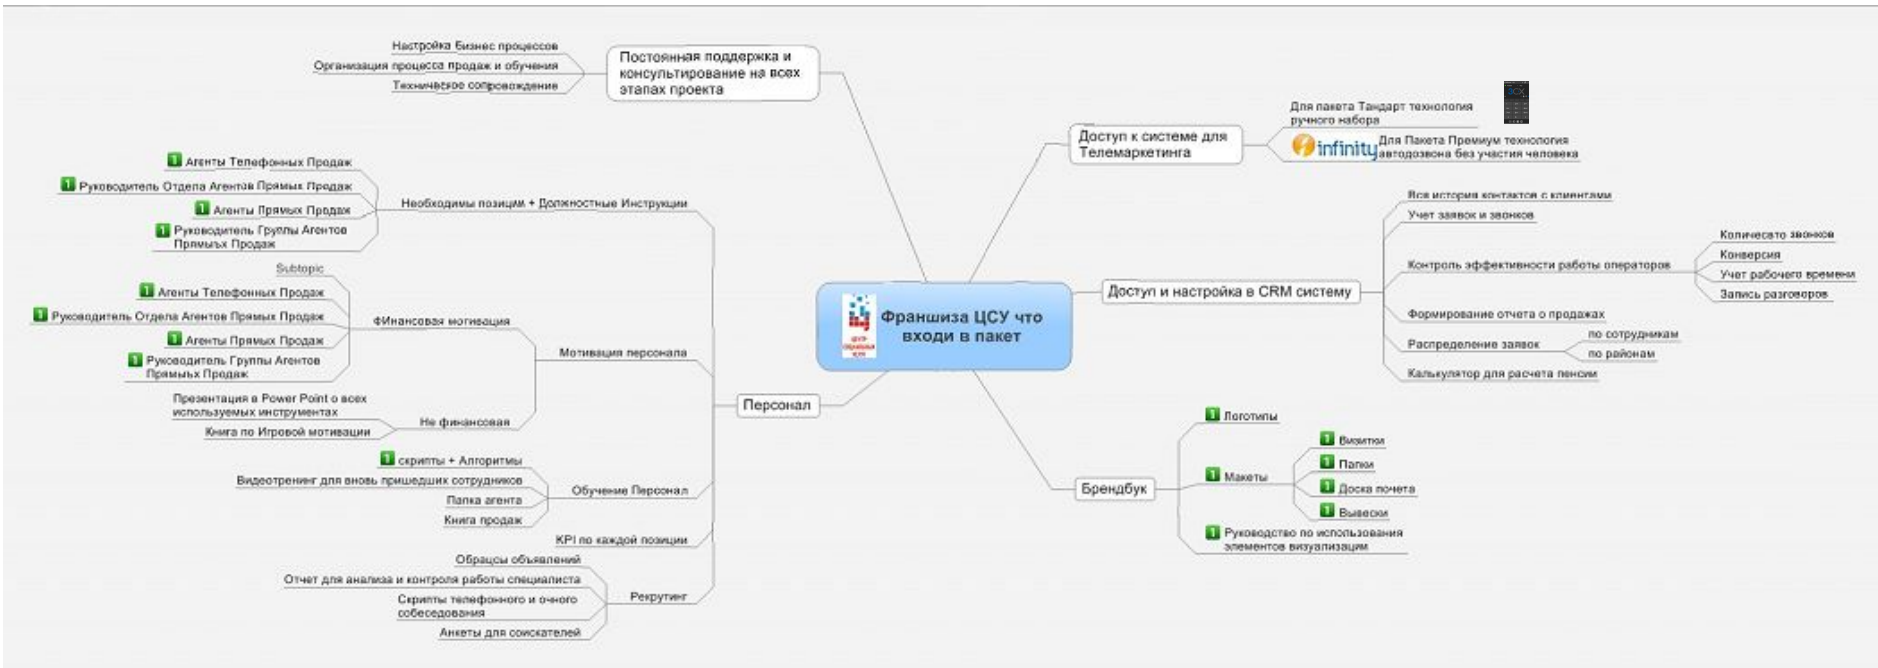 Настройка Бизнес процессов
Организация процесса продаж и обучения
Техническое сопровождение
Постоянная поддержка и
консультирование на всех
этапах проекта
Агенты Телефонных Продаж
Руководитель Отдела Агентов Прямых Продаж
Агенты Прямых Продаж
Руководитель Группы Агентов
Прямыъх Продаж
Необходимы позиции + Должностные Инструкции
Subtopic
Агенты Телефонных Продаж
Руководитель Отдела Агентов Прямых Продаж
Агенты Прямых Продаж
Руководитель Группы Агентов
Прямыъх Продаж
фИнансовая мотивация
Мотивация персонала
Презентация в Power Point о всех
используемых инструментах
Книга по Игровой мотивации
Не финансовая
Персонал
скрипты + Алгоритмы
Видеотренинг для вновь пришедших сотрудников
Папка агента
Книга продаж
Обучение Персонал
KPI по каждой позиции
Обрацсы объявлений
Отчет для анализа и контроля работы специалиста
Скрипты телефонного и очного
собеседования
Анкеты для соискателей
Рекрутинг
Франшиза ЦСУ что
входи в пакет
Доступ к системе для
Телемаркетинга
Для пакета Тандарт технология
ручного набора
3CX
infinity
Для Пакета Премиум технология
автодозвона без участия человека
Доступ и настройка в CRM систему
Вся история контактов с клиентами
Учет заявок и звонков
Контроль эффективности работы операторов
Количесвто звонков
Конверсия
Учет рабочего времени
Запись разговоров
Формирование отчета о продажах
Распределение заявок
по сотрудникам
по районам
Калькулятор для расчета пенсии
Брендбук
Логотипы
Макеты
Визитки
Папки
Доска почета
Вывески
Руководство по использования
элементов визуализации